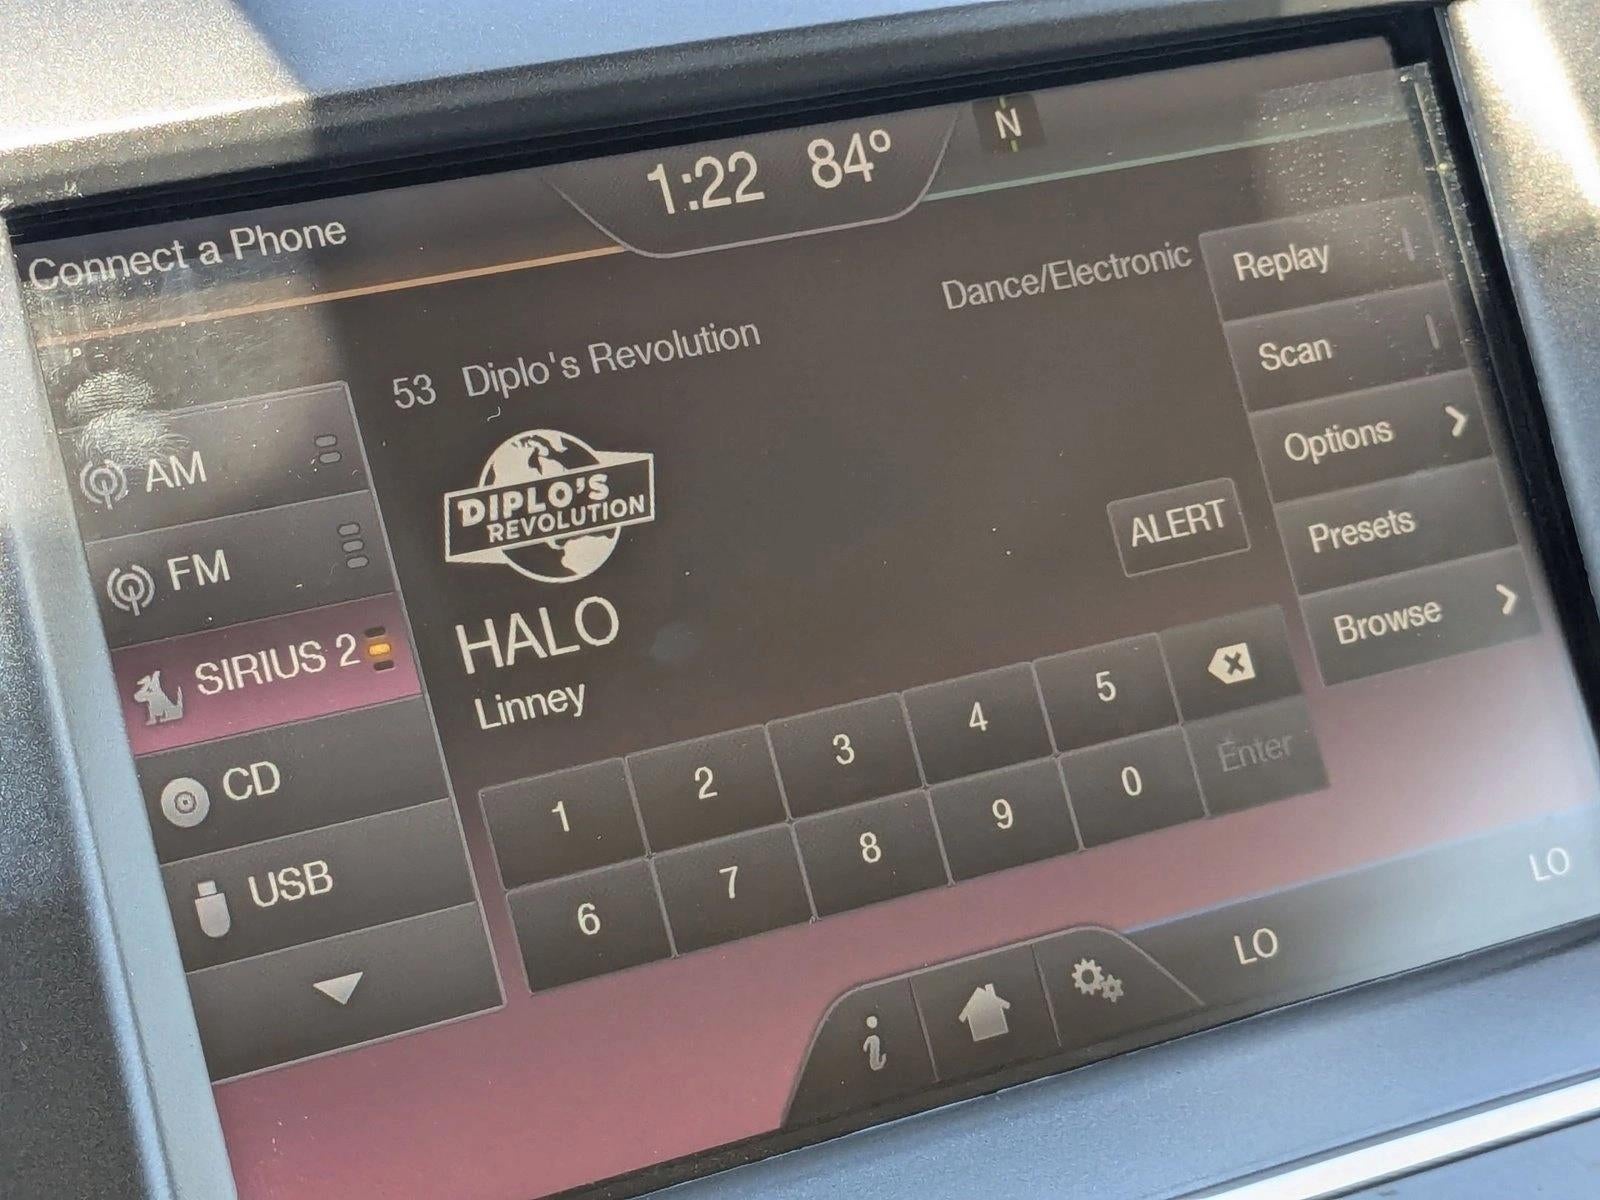 1:22 84º
N
Connect a Phone
Dance/Electronic
53 Diplo's Revolution
DIPLO'S
REVOLUTION
HALO
Linney
ALERT
AM
FM
SIRIUS 2
CD
USB
Replay
Scan
Options
Presets
Browse
1 2 3 4 5
6 7 8 9 0 Enter
i
LO
LO